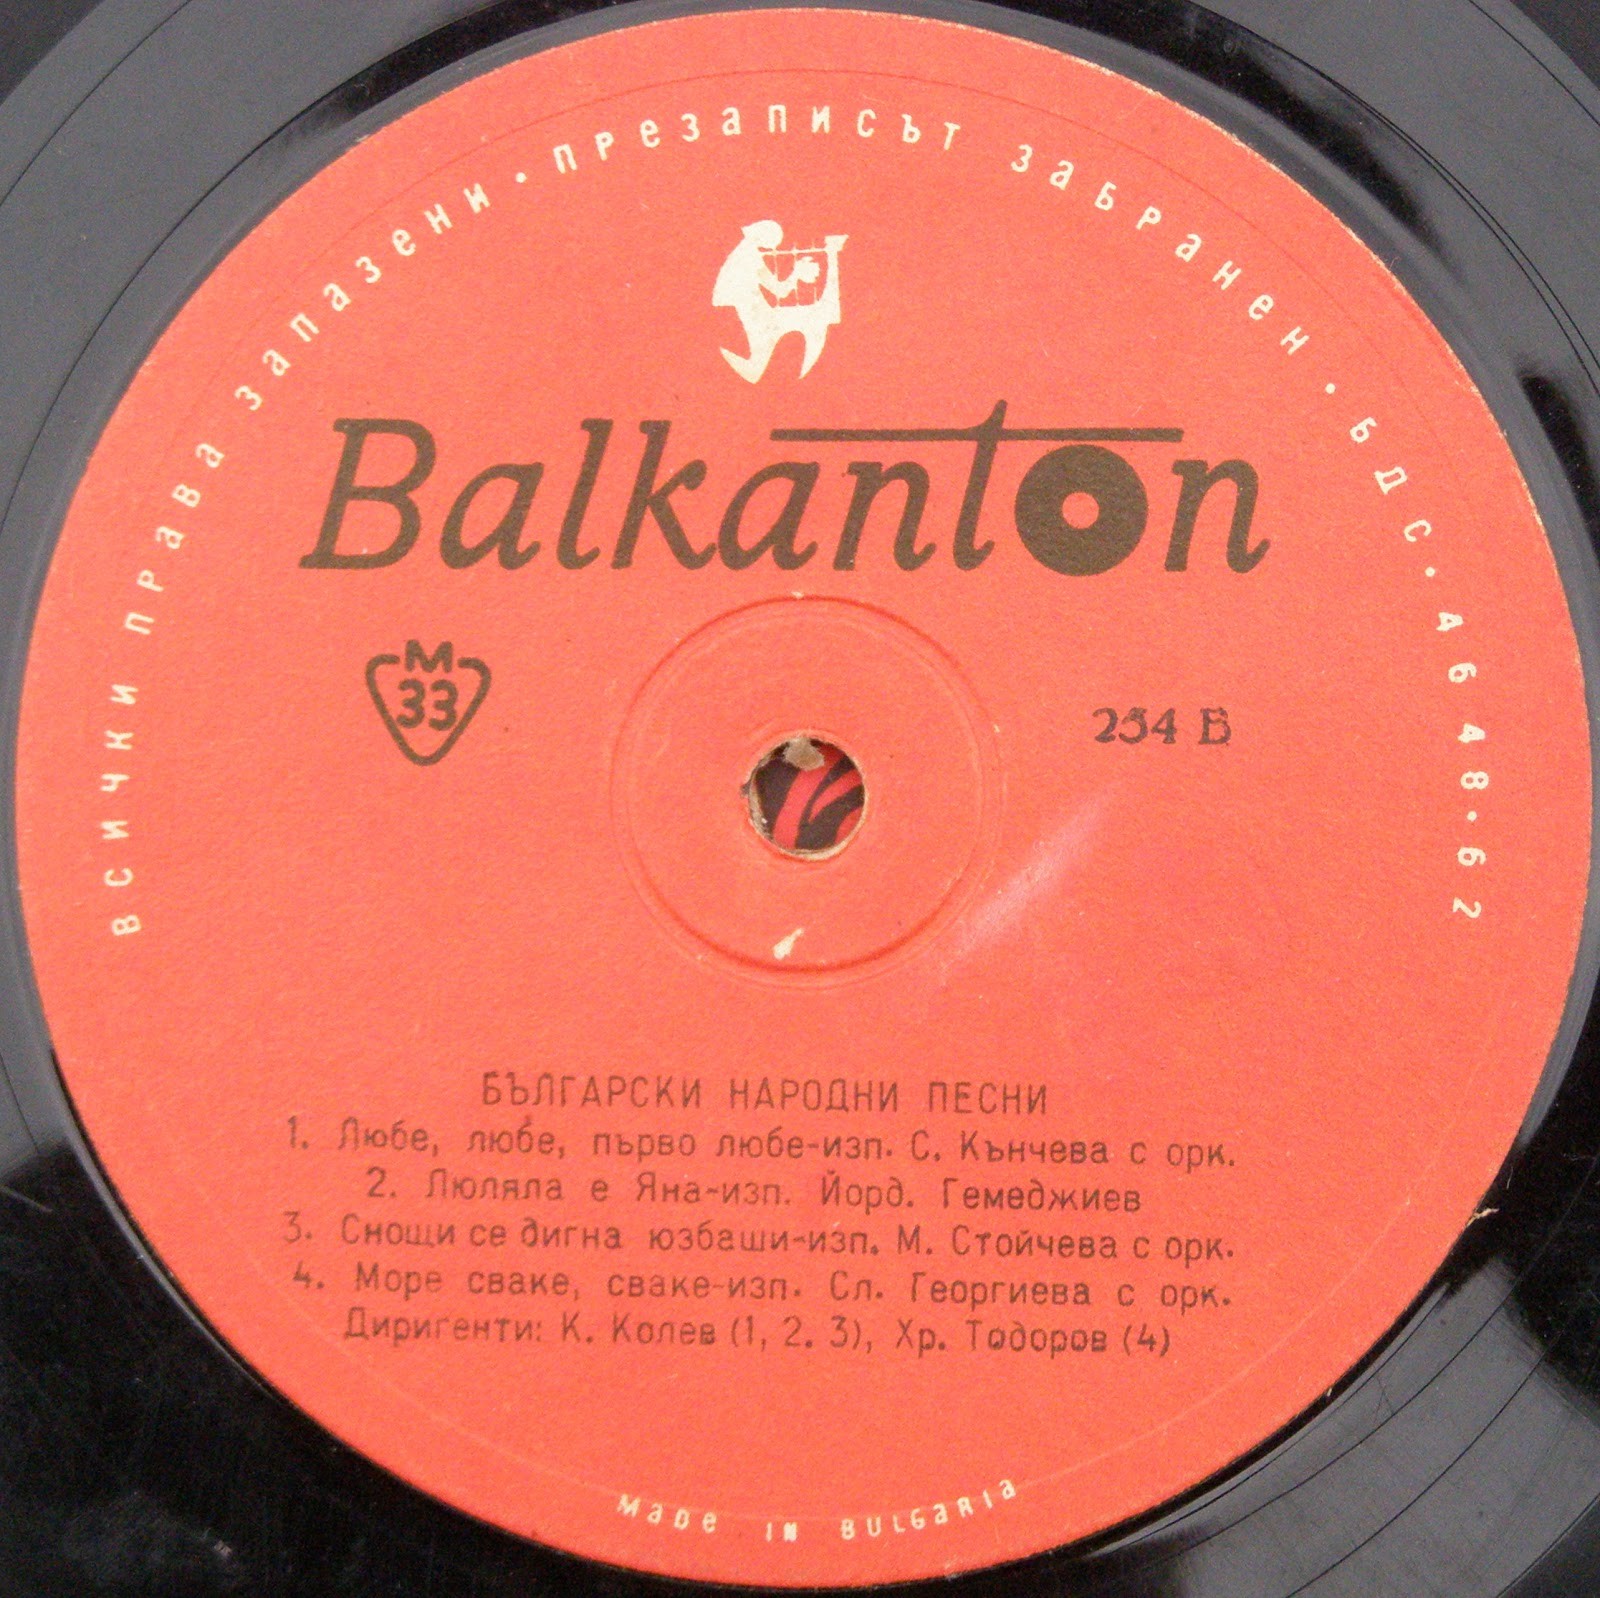 всички права запазени · презаписът забранен · бдс · 4648·62
Balkanton
М
33
254 В
БЪЛГАРСКИ НАРОДНИ ПЕСНИ
1. Любе, любе, първо любе-изп. С. Кънчева с орк.
2. Люляла е Яна-изп. Йорд. Гемеджиев
3. Снощи се дигна юзбаши-изп. М. Стойчева с орк.
4. Море сваке, сваке-изп. Сл. Георгиева с орк.
Диригенти: К. Колев (1, 2. 3), Хр. Тодоров (4)
made in bulgaria